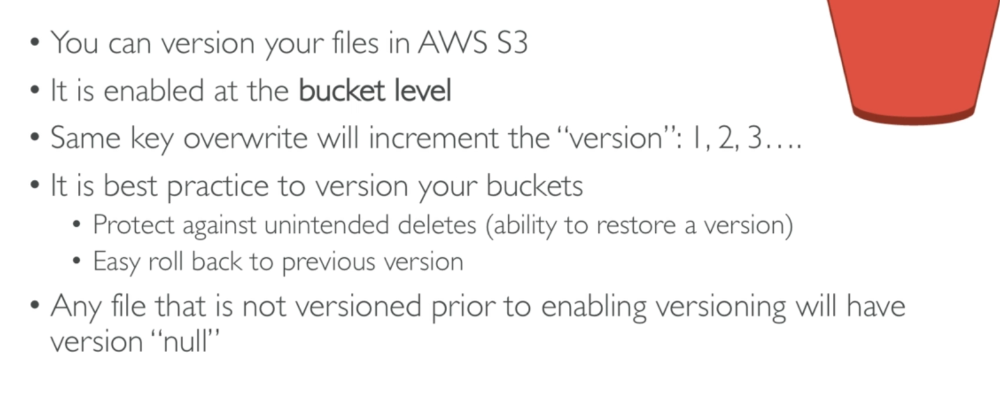 • You can version your files in AWS S3
• It is enabled at the bucket level
• Same key overwrite will increment the “version”: 1, 2, 3….
• It is best practice to version your buckets
• Protect against unintended deletes (ability to restore a version)
• Easy roll back to previous version
• Any file that is not versioned prior to enabling versioning will have
version “null”